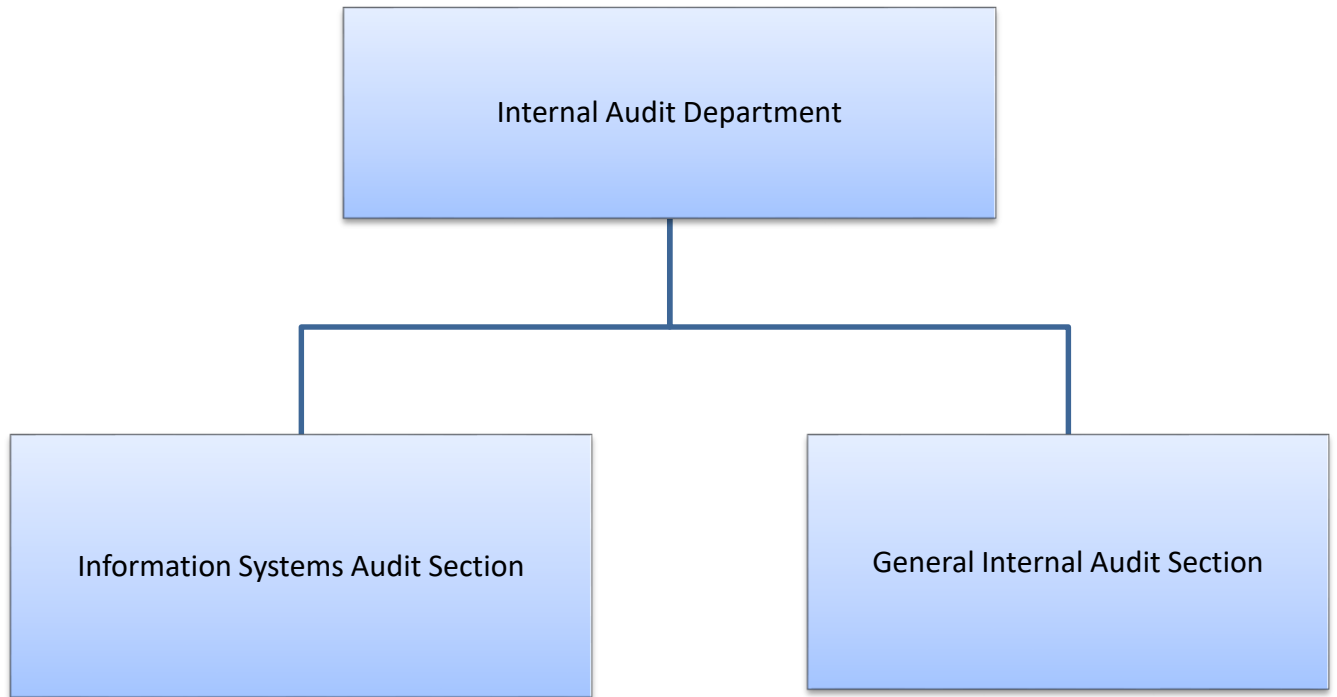 Internal Audit Department
Information Systems Audit Section
General Internal Audit Section